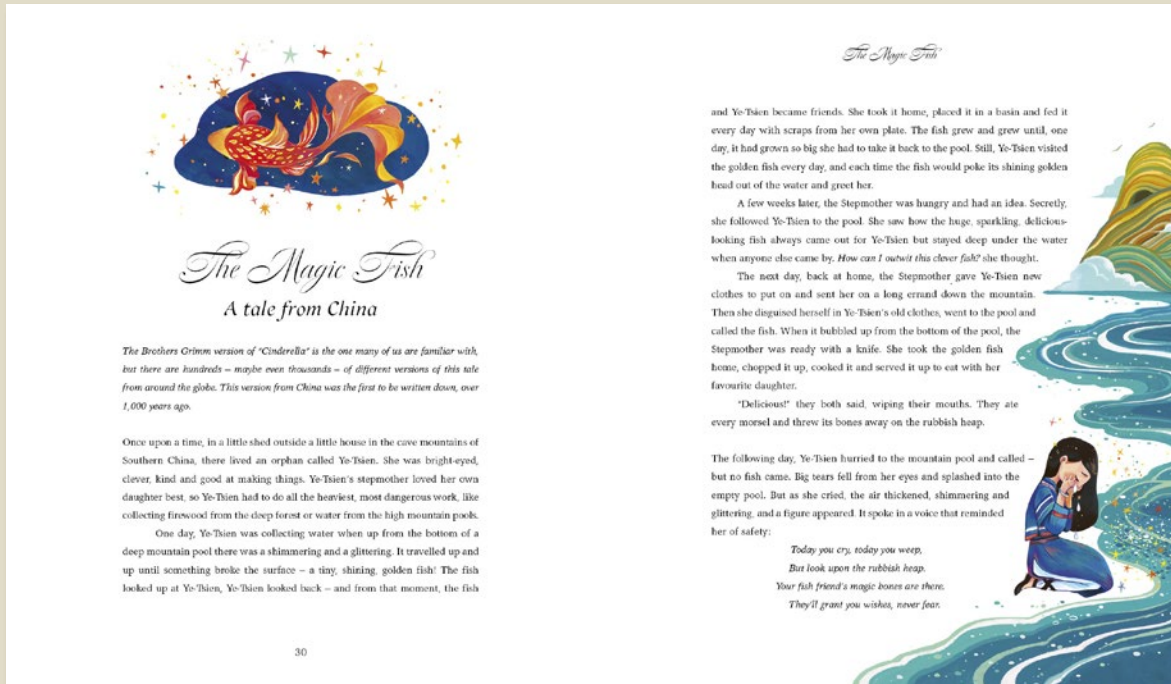 The Magic Fish
A tale from China
The Brothers Grimm version of "Cinderella" is the one many of us are familiar with,
but there are hundreds – maybe even thousands – of different versions of this tale
from around the globe. This version from China was the first to be written down, over
1,000 years ago.
Once upon a time, in a little shed outside a little house in the cave mountains of
Southern China, there lived an orphan called Ye-Tsien. She was bright-eyed,
clever, kind and good at making things. Ye-Tsien's stepmother loved her own
daughter best, so Ye-Tsien had to do all the heaviest, most dangerous work, like
collecting firewood from the deep forest or water from the high mountain pools.
One day, Ye-Tsien was collecting water when up from the bottom of a
deep mountain pool there was a shimmering and a glittering. It travelled up and
up until something broke the surface – a tiny, shining, golden fish! The fish
looked up at Ye-Tsien, Ye-Tsien looked back – and from that moment, the fish
30
The Magic Fish
and Ye-Tsien became friends. She took it home, placed it in a basin and fed it
every day with scraps from her own plate. The fish grew and grew until, one
day, it had grown so big she had to take it back to the pool. Still, Ye-Tsien visited
the golden fish every day, and each time the fish would poke its shining golden
head out of the water and greet her.
A few weeks later, the Stepmother was hungry and had an idea. Secretly,
she followed Ye-Tsien to the pool. She saw how the huge, sparkling, delicious-
looking fish always came out for Ye-Tsien but stayed deep under the water
when anyone else came by. How can I outwit this clever fish? she thought.
The next day, back at home, the Stepmother gave Ye-Tsien new
clothes to put on and sent her on a long errand down the mountain.
Then she disguised herself in Ye-Tsien's old clothes, went to the pool and
called the fish. When it bubbled up from the bottom of the pool, the
Stepmother was ready with a knife. She took the golden fish
home, chopped it up, cooked it and served it up to eat with her
favourite daughter.
"Delicious!" they both said, wiping their mouths. They ate
every morsel and threw its bones away on the rubbish heap.
The following day, Ye-Tsien hurried to the mountain pool and called –
but no fish came. Big tears fell from her eyes and splashed into the
empty pool. But as she cried, the air thickened, shimmering and
glittering, and a figure appeared. It spoke in a voice that reminded
her of safety:
Today you cry, today you weep,
But look upon the rubbish heap.
Your fish friend's magic bones are there.
They'll grant you wishes, never fear.